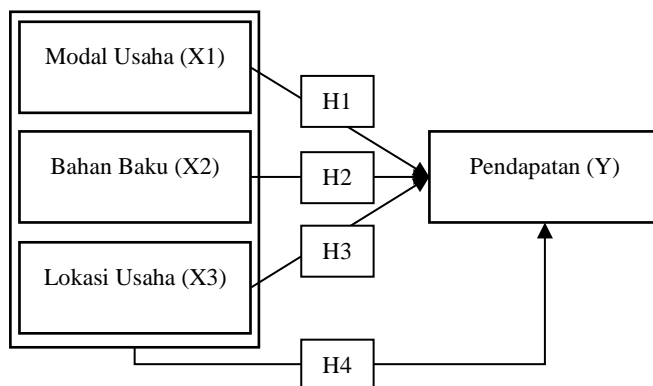 Modal Usaha (X1)
H1
Bahan Baku (X2)
H2
Pendapatan (Y)
Lokasi Usaha (X3)
H3
H4